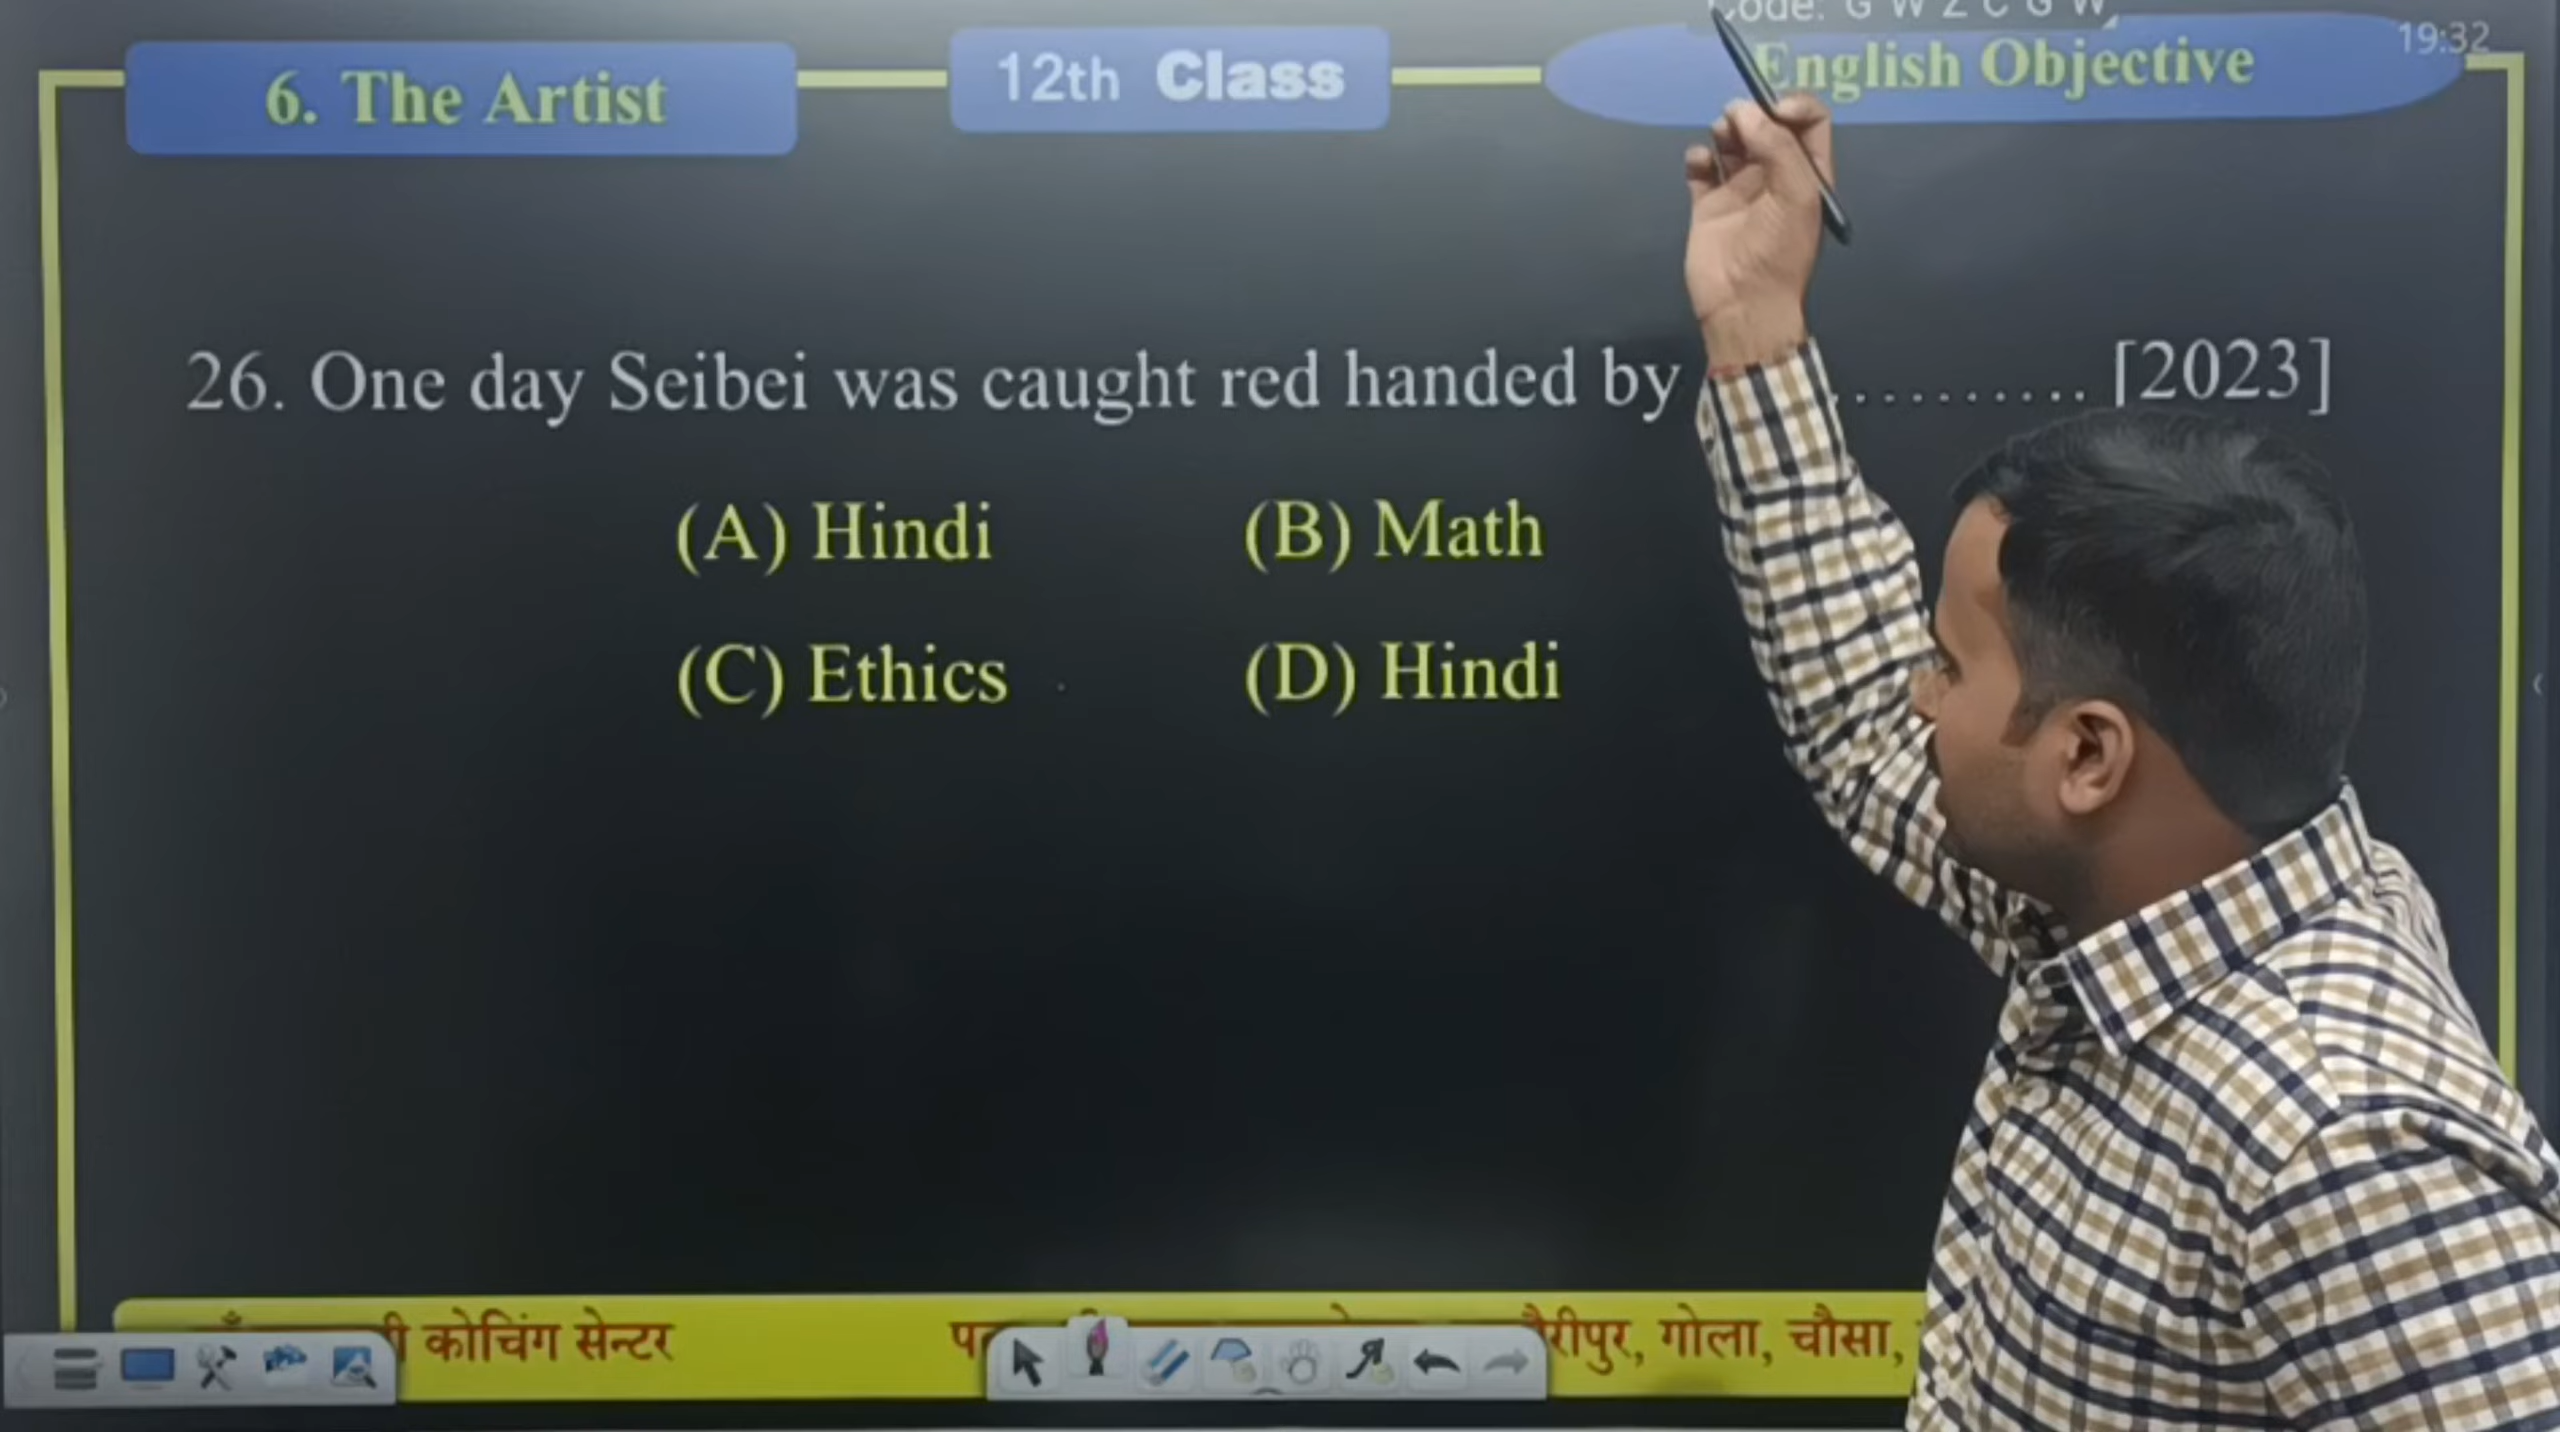 Code: G W Z C G W
19:32
6. The Artist
12th Class
English Objective
26. One day Seibei was caught red handed by .......... [2023]
(A) Hindi
(B) Math
(C) Ethics
(D) Hindi
कोचिंग सेन्टर
गोला, चौसा,